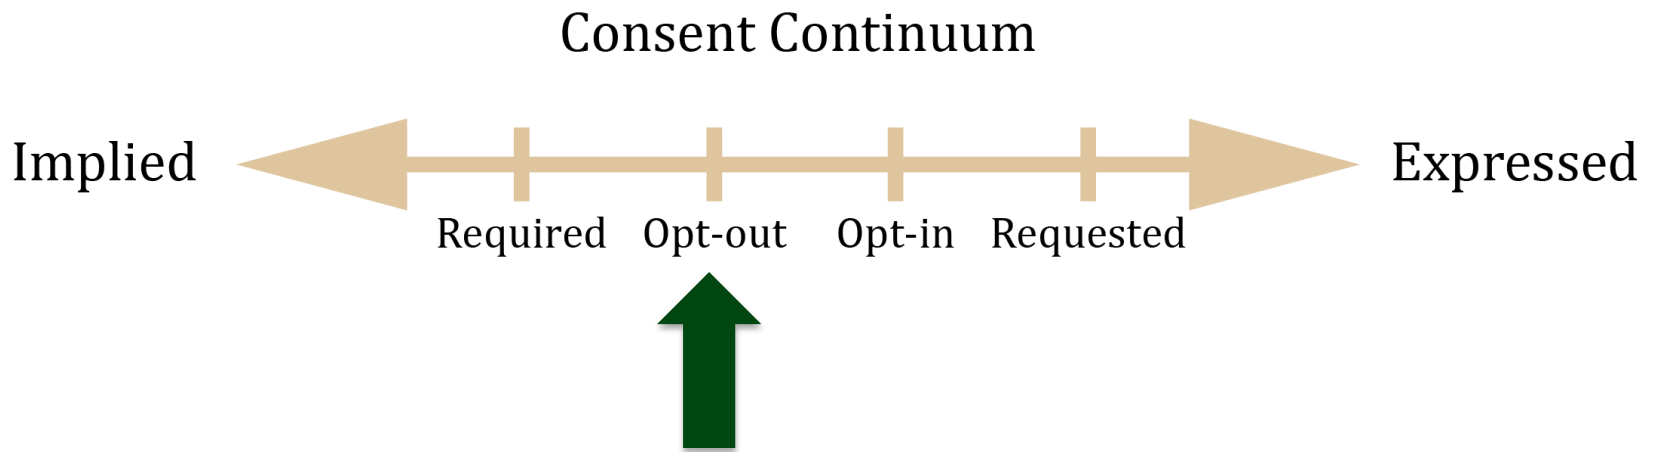 Consent Continuum
Implied
Expressed
Required
Opt-out
Opt-in
Requested